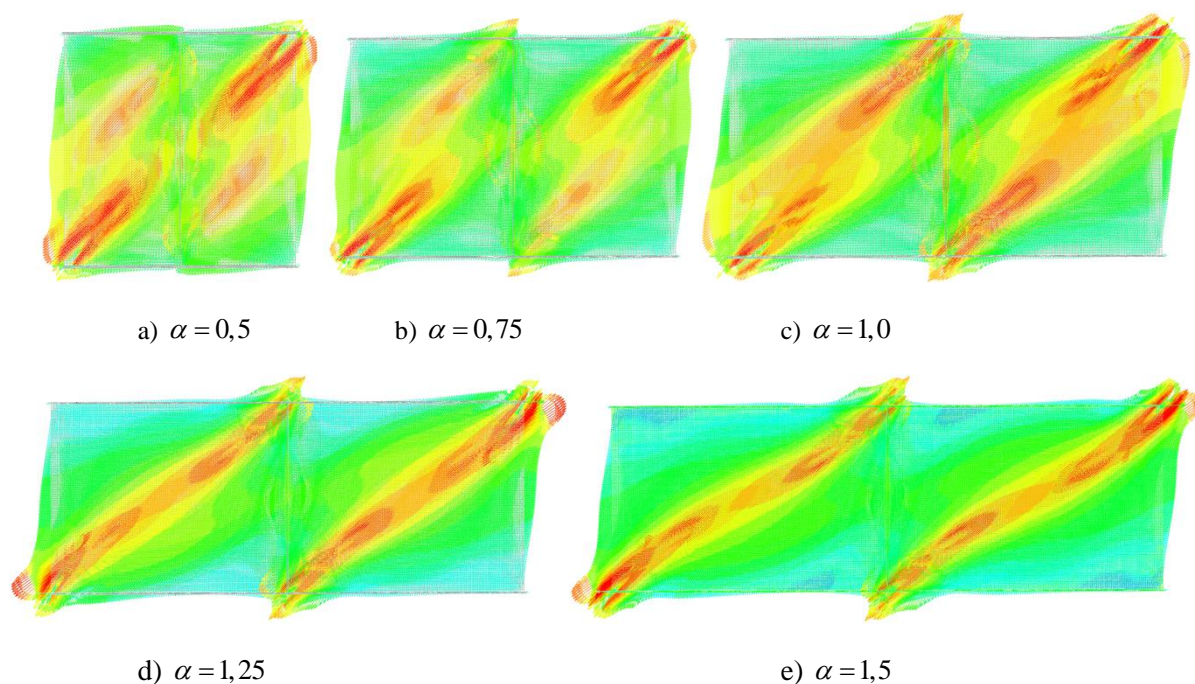 a) α = 0,5
b) α = 0,75
c) α = 1,0
d) α = 1,25
e) α = 1,5